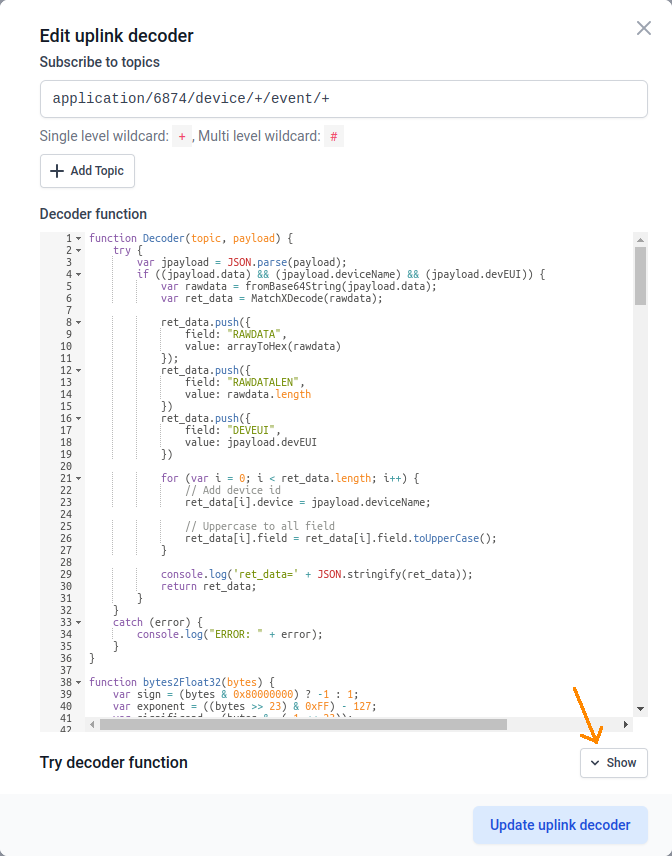 Edit uplink decoder
Subscribe to topics
application/6874/device/+/event/+
Single level wildcard: + , Multi level wildcard: #
+ Add Topic
Decoder function
1 function Decoder(topic, payload) {
2 try {
3 var jpayload = JSON.parse(payload);
4 if ((jpayload.data) && (jpayload.deviceName) && (jpayload.devEUI)) {
5 var rawdata = fromBase64String(jpayload.data);
6 var ret_data = MatchXDecode(rawdata);
7
8 ret_data.push({
9 field: "RAWDATA",
10 value: arrayToHex(rawdata)
11 });
12 ret_data.push({
13 field: "RAWDATALEN",
14 value: rawdata.length
15 })
16 ret_data.push({
17 field: "DEVEUI",
18 value: jpayload.devEUI
19 })
20
21 for (var i = 0; i < ret_data.length; i++) {
22 // Add device id
23 ret_data[i].device = jpayload.deviceName;
24
25 // Uppercase to all field
26 ret_data[i].field = ret_data[i].field.toUpperCase();
27 }
28
29 console.log('ret_data=' + JSON.stringify(ret_data));
30 return ret_data;
31 }
32 }
33 catch (error) {
34 console.log("ERROR: " + error);
35 }
36 }
37
38 function bytes2Float32(bytes) {
39 var sign = (bytes & 0x80000000) ? -1 : 1;
40 var exponent = ((bytes >> 23) & 0xFF) - 127;
41
42
Try decoder function
Show
Update uplink decoder